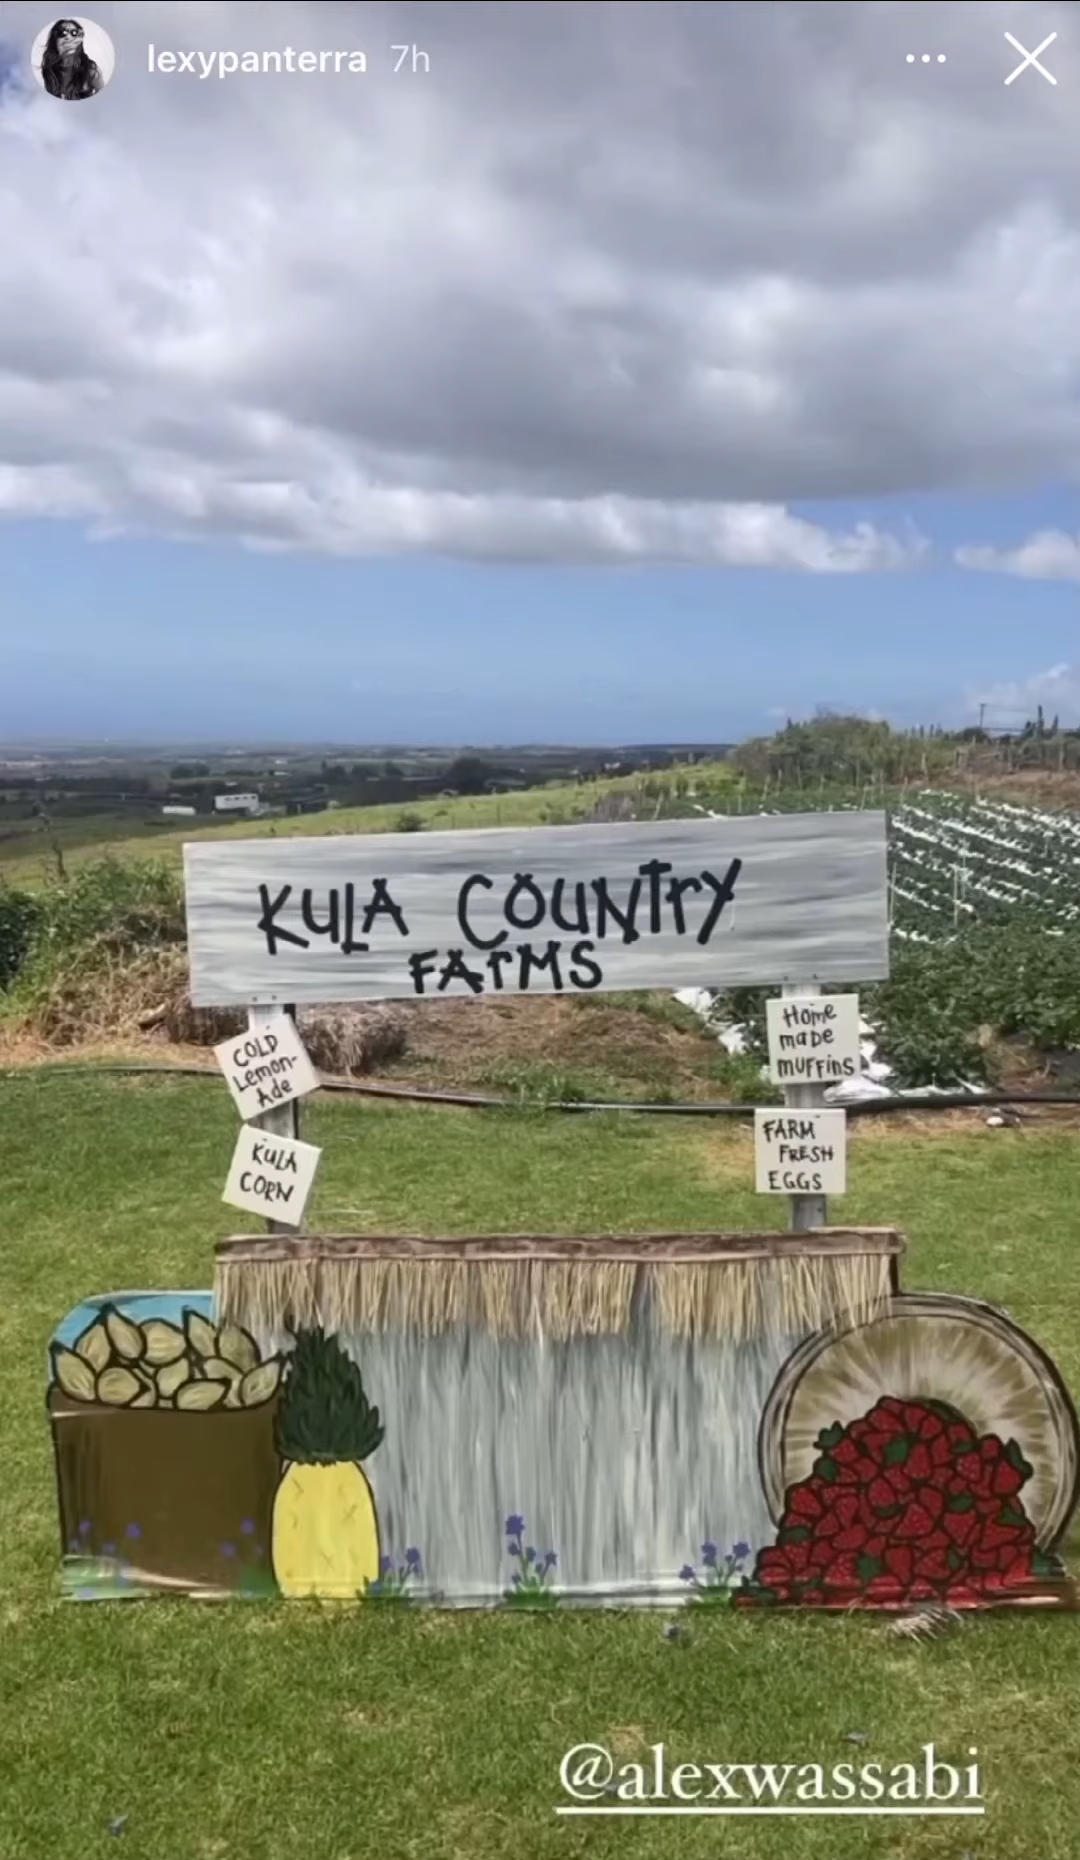 lexypanterra 7h
KULA COUNTRY
FARMS
COLD
Lemon-
Ade
KULA
CORN
Home
maDe
muffins
FARM
FRESH
EGGS
@alexwassabi